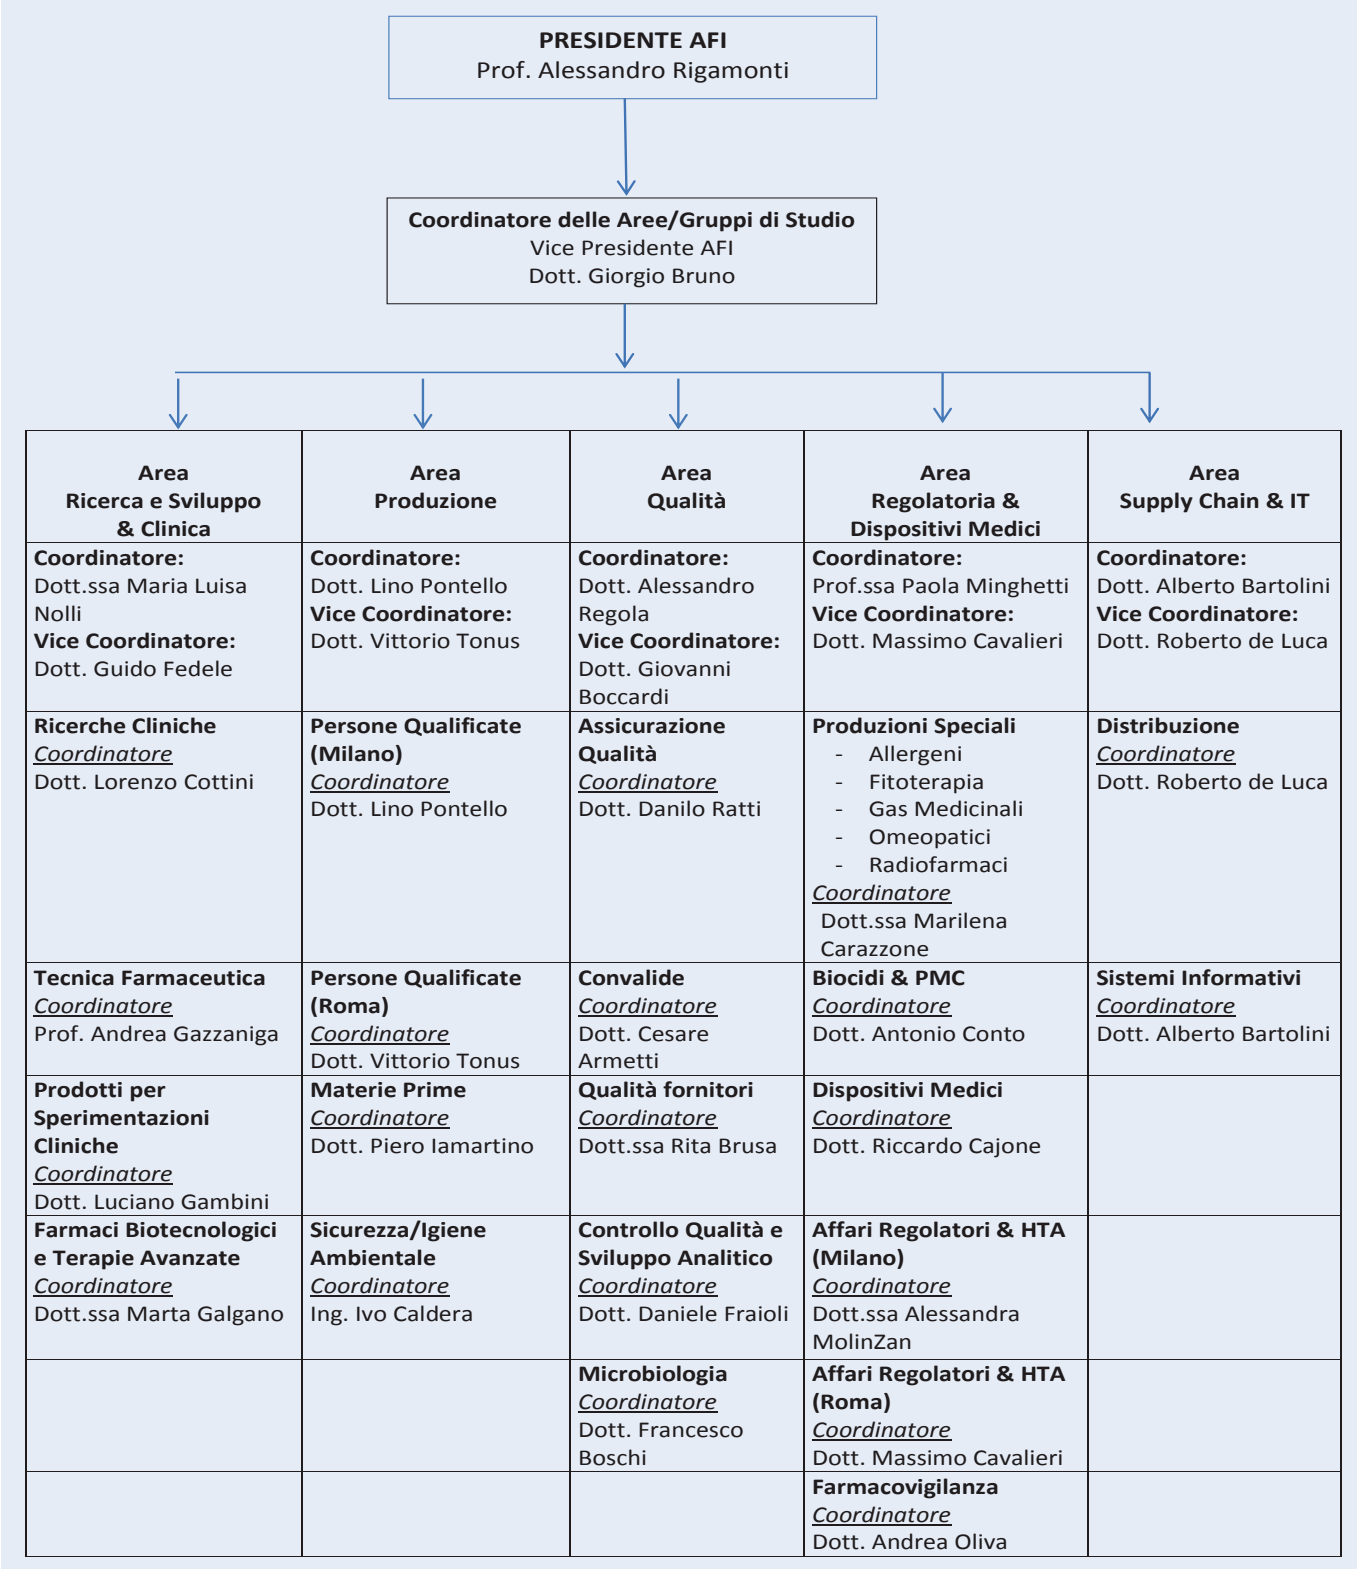 PRESIDENTE AFI
Prof. Alessandro Rigamonti
Coordinatore delle Aree/Gruppi di Studio
Vice Presidente AFI
Dott. Giorgio Bruno
Area
Ricerca e Sviluppo
& Clinica
Area
Produzione
Area
Qualità
Area
Regolatoria &
Dispositivi Medici
Area
Supply Chain & IT
Coordinatore:
Dott.ssa Maria Luisa
Nolli
Vice Coordinatore:
Dott. Guido Fedele
Coordinatore:
Dott. Lino Pontello
Vice Coordinatore:
Dott. Vittorio Tonus
Coordinatore:
Dott. Alessandro
Regola
Vice Coordinatore:
Dott. Giovanni
Boccardi
Coordinatore:
Prof.ssa Paola Minghetti
Vice Coordinatore:
Dott. Massimo Cavalieri
Coordinatore:
Dott. Alberto Bartolini
Vice Coordinatore:
Dott. Roberto de Luca
Ricerche Cliniche
Coordinatore
Dott. Lorenzo Cottini
Persone Qualificate
(Milano)
Coordinatore
Dott. Lino Pontello
Assicurazione
Qualità
Coordinatore
Dott. Danilo Ratti
Produzioni Speciali
- Allergeni
- Fitoterapia
- Gas Medicinali
- Omeopatici
- Radiofarmaci
Coordinatore
Dott.ssa Marilena
Carazzone
Distribuzione
Coordinatore
Dott. Roberto de Luca
Tecnica Farmaceutica
Coordinatore
Prof. Andrea Gazzaniga
Persone Qualificate
(Roma)
Coordinatore
Dott. Vittorio Tonus
Convalide
Coordinatore
Dott. Cesare
Armetti
Biocidi & PMC
Coordinatore
Dott. Antonio Conto
Sistemi Informativi
Coordinatore
Dott. Alberto Bartolini
Prodotti per
Sperimentazioni
Cliniche
Coordinatore
Dott. Luciano Gambini
Materie Prime
Coordinatore
Dott. Piero Iamartino
Qualità fornitori
Coordinatore
Dott.ssa Rita Brusa
Dispositivi Medici
Coordinatore
Dott. Riccardo Cajone
Farmaci Biotecnologici
e Terapie Avanzate
Coordinatore
Dott.ssa Marta Galgano
Sicurezza/Igiene
Ambientale
Coordinatore
Ing. Ivo Caldera
Controllo Qualità e
Sviluppo Analitico
Coordinatore
Dott. Daniele Fraioli
Affari Regolatori & HTA
(Milano)
Coordinatore
Dott.ssa Alessandra
MolinZan
Microbiologia
Coordinatore
Dott. Francesco
Boschi
Affari Regolatori & HTA
(Roma)
Coordinatore
Dott. Massimo Cavalieri
Farmacovigilanza
Coordinatore
Dott. Andrea Oliva